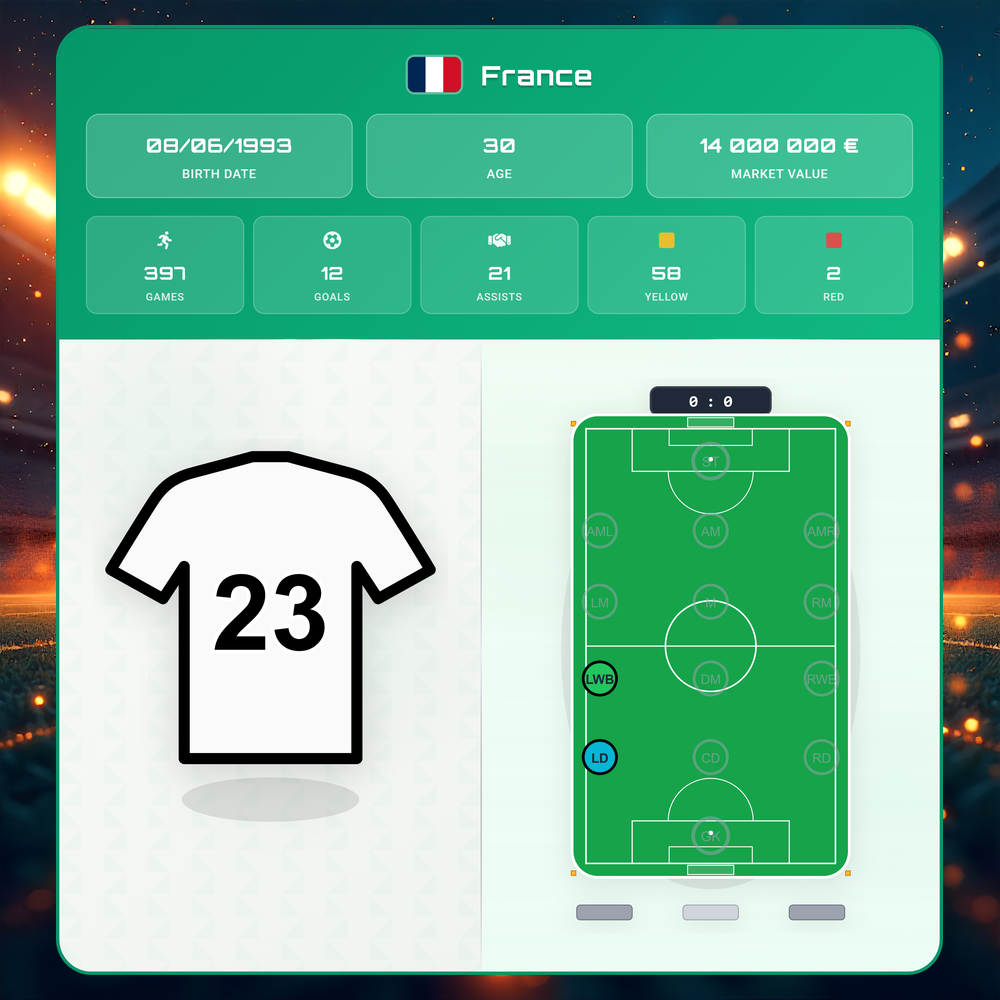 France
08/06/1993
BIRTH DATE
30
AGE
14 000 000 €
MARKET VALUE
397
GAMES
12
GOALS
21
ASSISTS
58
YELLOW
2
RED
0 : 0
23
ST
AML
AM
AMR
LM
M
RM
LWB
DM
RWB
LD
CD
RD
GK